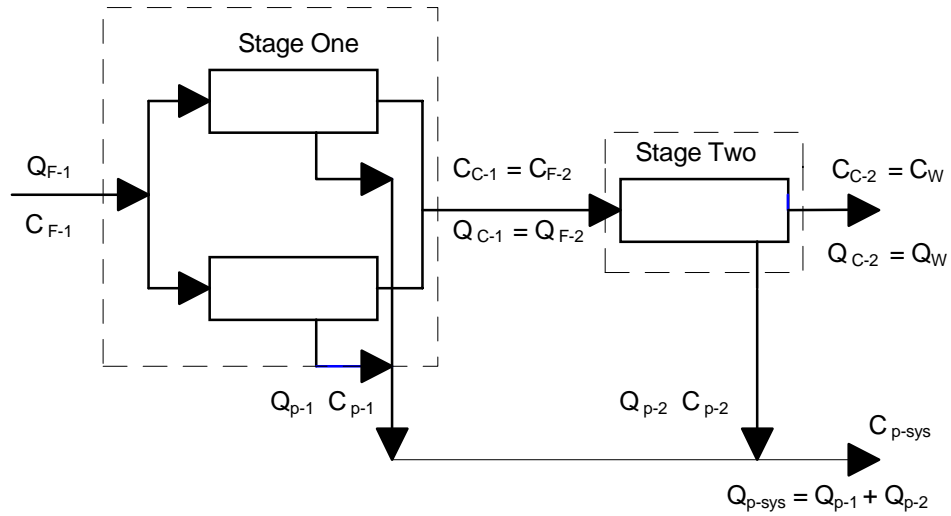 Stage One
Stage Two
Q_F-1
C_F-1
C_C-1 = C_F-2
Q_C-1 = Q_F-2
C_C-2 = C_W
Q_C-2 = Q_W
Q_p-1 C_p-1
Q_p-2 C_p-2
C_p-sys
Q_p-sys = Q_p-1 + Q_p-2